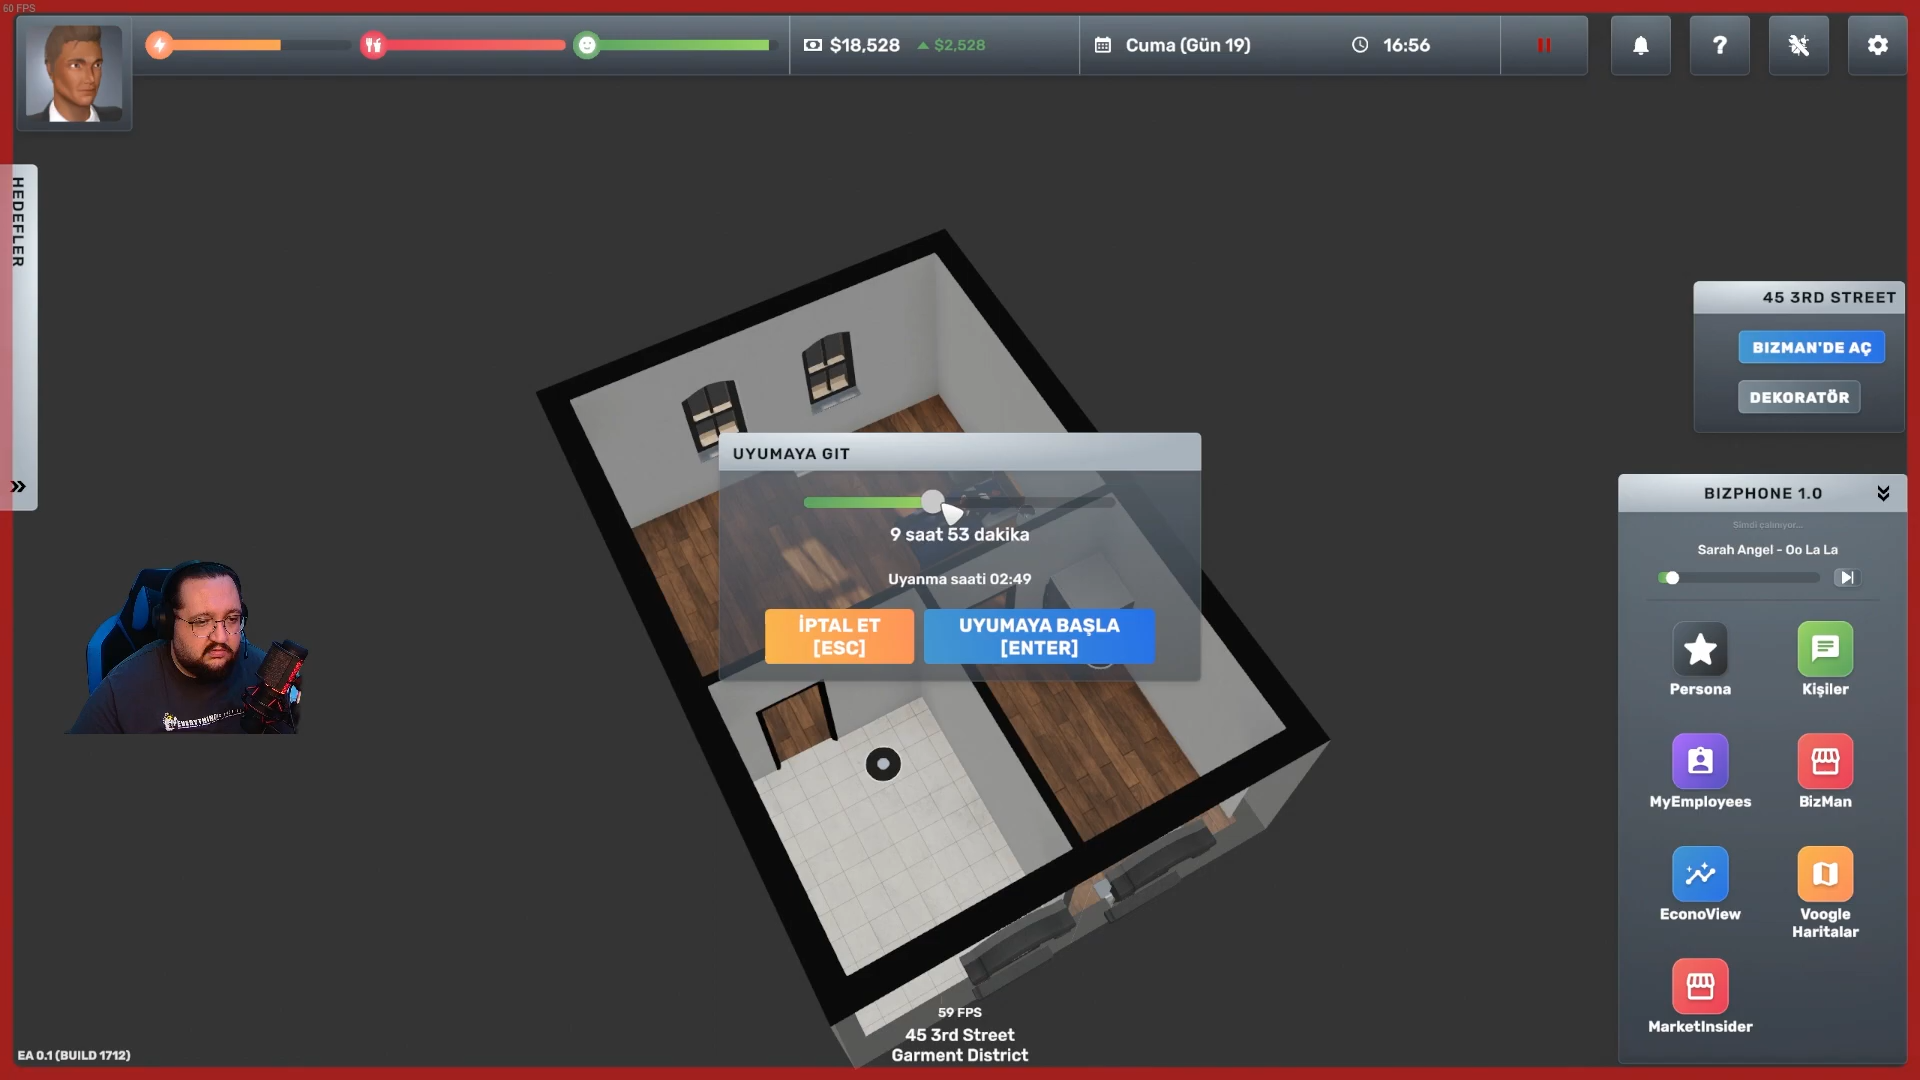 60 FPS
$18,528
$2,528
Cuma (Gün 19)
16:56
?
HEDEFLER
45 3RD STREET
BIZMAN'DE AÇ
DEKORATÖR
UYUMAYA GIT
9 saat 53 dakika
Uyanma saati 02:49
İPTAL ET
[ESC]
UYUMAYA BAŞLA
[ENTER]
BIZPHONE 1.0
Şimdi çalınıyor...
Sarah Angel - Oo La La
Persona
Kişiler
MyEmployees
BizMan
EconoView
Voogle
Haritalar
MarketInsider
59 FPS
45 3rd Street
Garment District
EA 0.1 (BUILD 1712)